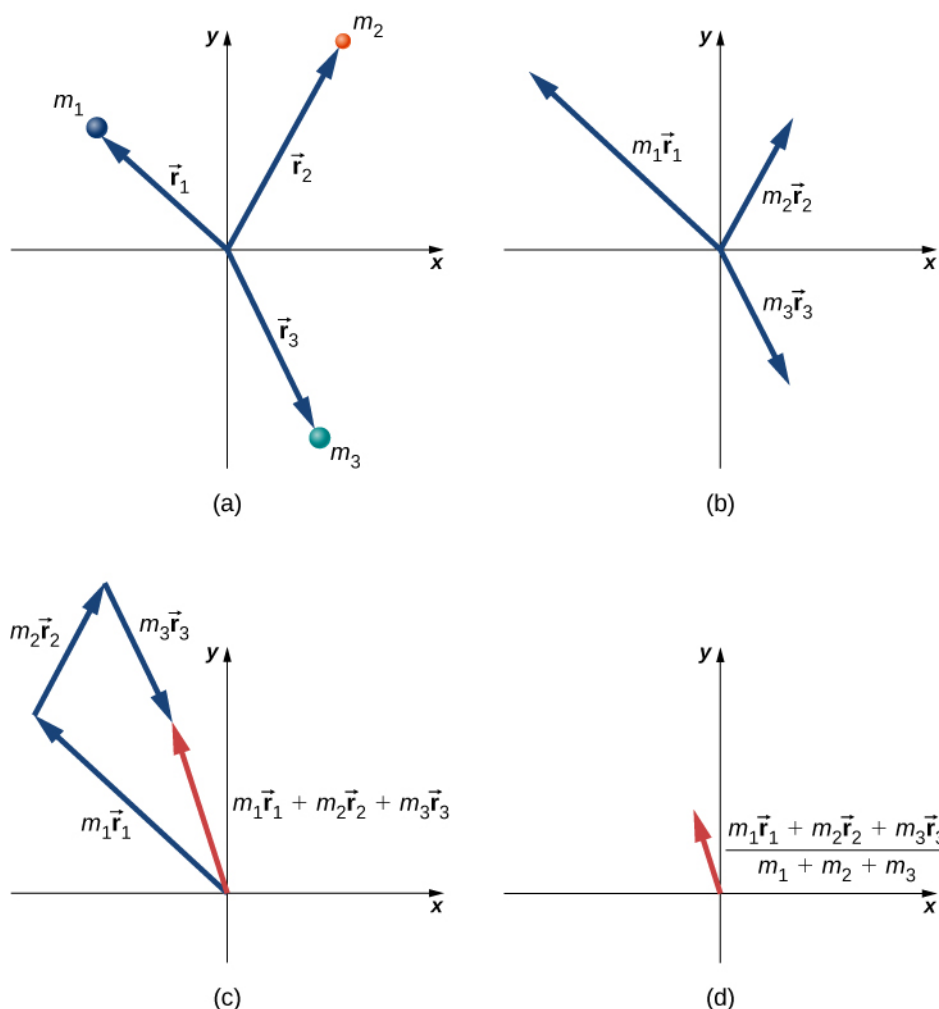 y
m₂
m₁
r⃗₁
r⃗₂
x
r⃗₃
m₃
(a)
y
m₁r⃗₁
m₂r⃗₂
x
m₃r⃗₃
(b)
m₂r⃗₂
m₃r⃗₃
y
m₁r⃗₁ + m₂r⃗₂ + m₃r⃗₃
m₁r⃗₁
x
(c)
y
m₁r⃗₁ + m₂r⃗₂ + m₃r⃗₃
m₁ + m₂ + m₃
x
(d)